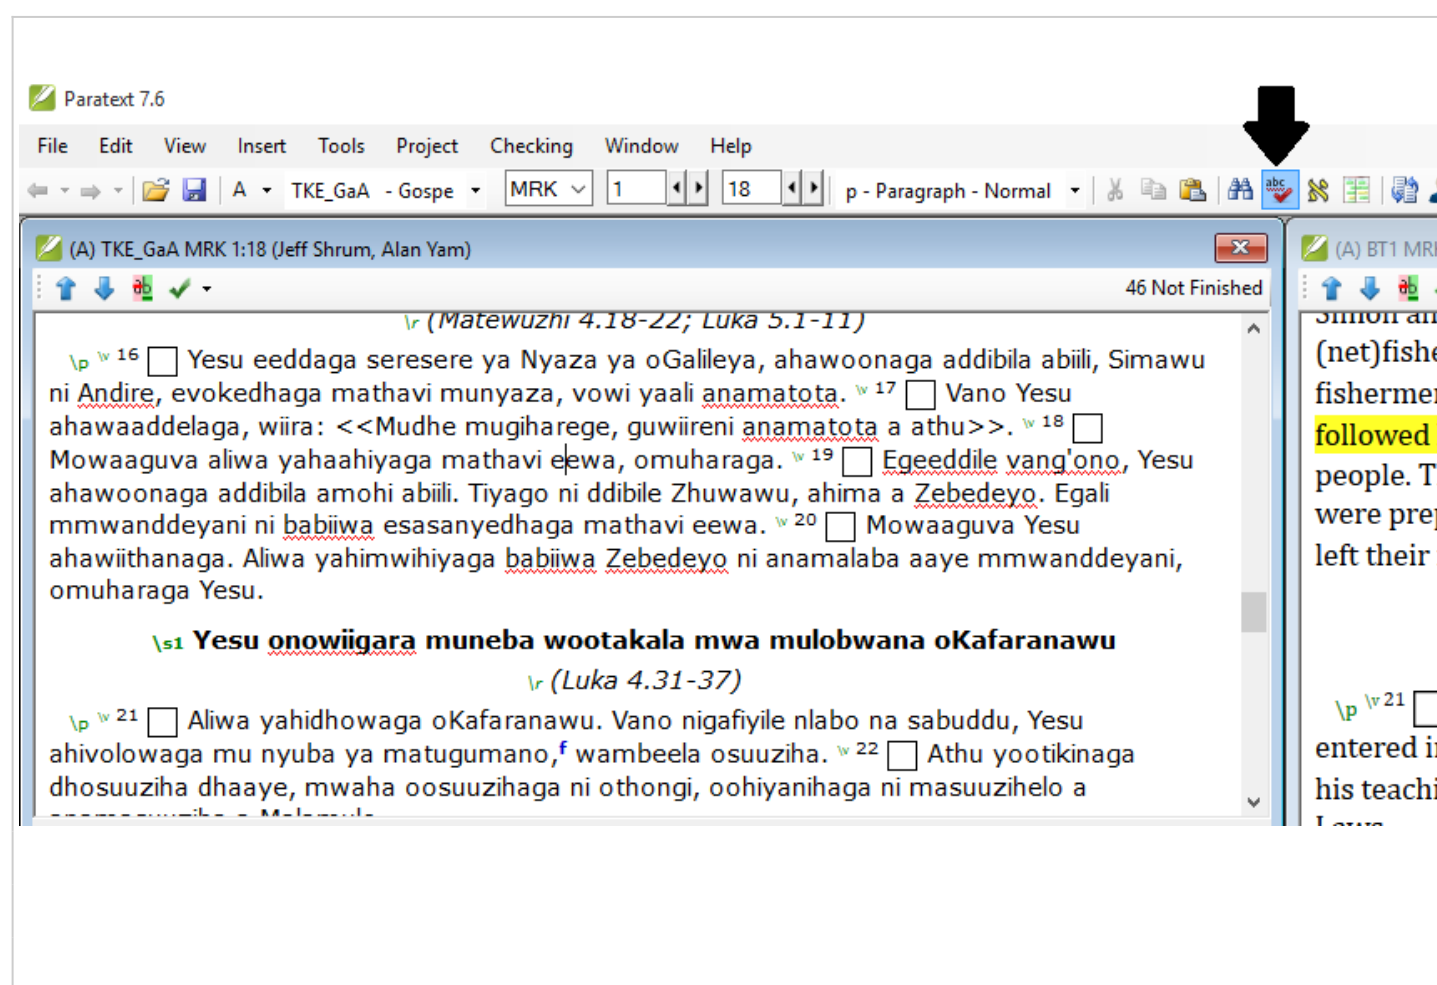 Paratext 7.6
File Edit View Insert Tools Project Checking Window Help
A TKE_GaA - Gospe MRK 1 18 p - Paragraph - Normal abc
(A) TKE_GaA MRK 1:18 (Jeff Shrum, Alan Yam)
46 Not Finished
\r (Matewuzhi 4.18-22; Luka 5.1-11)
\p \v 16 Yesu eeddaga seresere ya Nyaza ya oGalileya, ahawoonaga addibila abiili, Simawu
ni Andire, evokedhaga mathavi munyaza, vowi yaali anamatota. \v 17 Vano Yesu
ahawaaddelaga, wiira: <<Mudhe mugiharege, guwiireni anamatota a athu>>. \v 18
Mowaaguva aliwa yahaahiyaga mathavi eewa, omuharaga. \v 19 Egeeddile vang'ono, Yesu
ahawoonaga addibila amohi abiili. Tiyago ni ddibile Zhuwawu, ahima a Zebedeyo. Egali
mmwanddeyani ni babiiwa esasanyedhaga mathavi eewa. \v 20 Mowaaguva Yesu
ahawiithanaga. Aliwa yahimwihiyaga babiiwa Zebedeyo ni anamalaba aaye mmwanddeyani,
omuharaga Yesu.
\s1 Yesu onowiigara muneba wootakala mwa mulobwana oKafaranawu
\r (Luka 4.31-37)
\p \v 21 Aliwa yahidhowaga oKafaranawu. Vano nigafiyile nlabo na sabuddu, Yesu
ahivolowaga mu nyuba ya matugumano,f wambeela osuuziha. \v 22 Athu yootikinaga
dhosuuziha dhaaye, mwaha oosuuzihaga ni othongi, oohiyanihaga ni masuuzihelo a
(A) BT1 MR
(net)fish
fisherme
followed
people. T
were pre
left their
\p \v 21
entered i
his teach